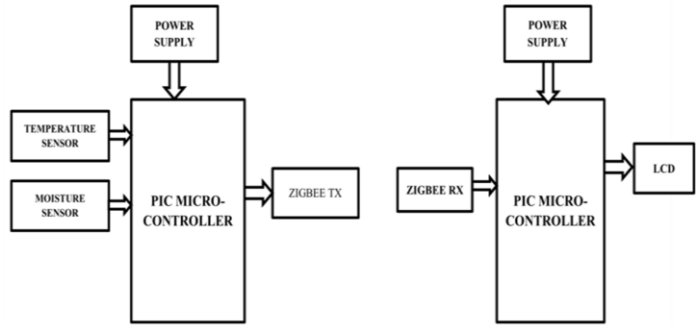 POWER
SUPPLY
TEMPERATURE
SENSOR
MOISTURE
SENSOR
PIC MICRO-
CONTROLLER
ZIGBEE TX
POWER
SUPPLY
ZIGBEE RX
PIC MICRO-
CONTROLLER
LCD